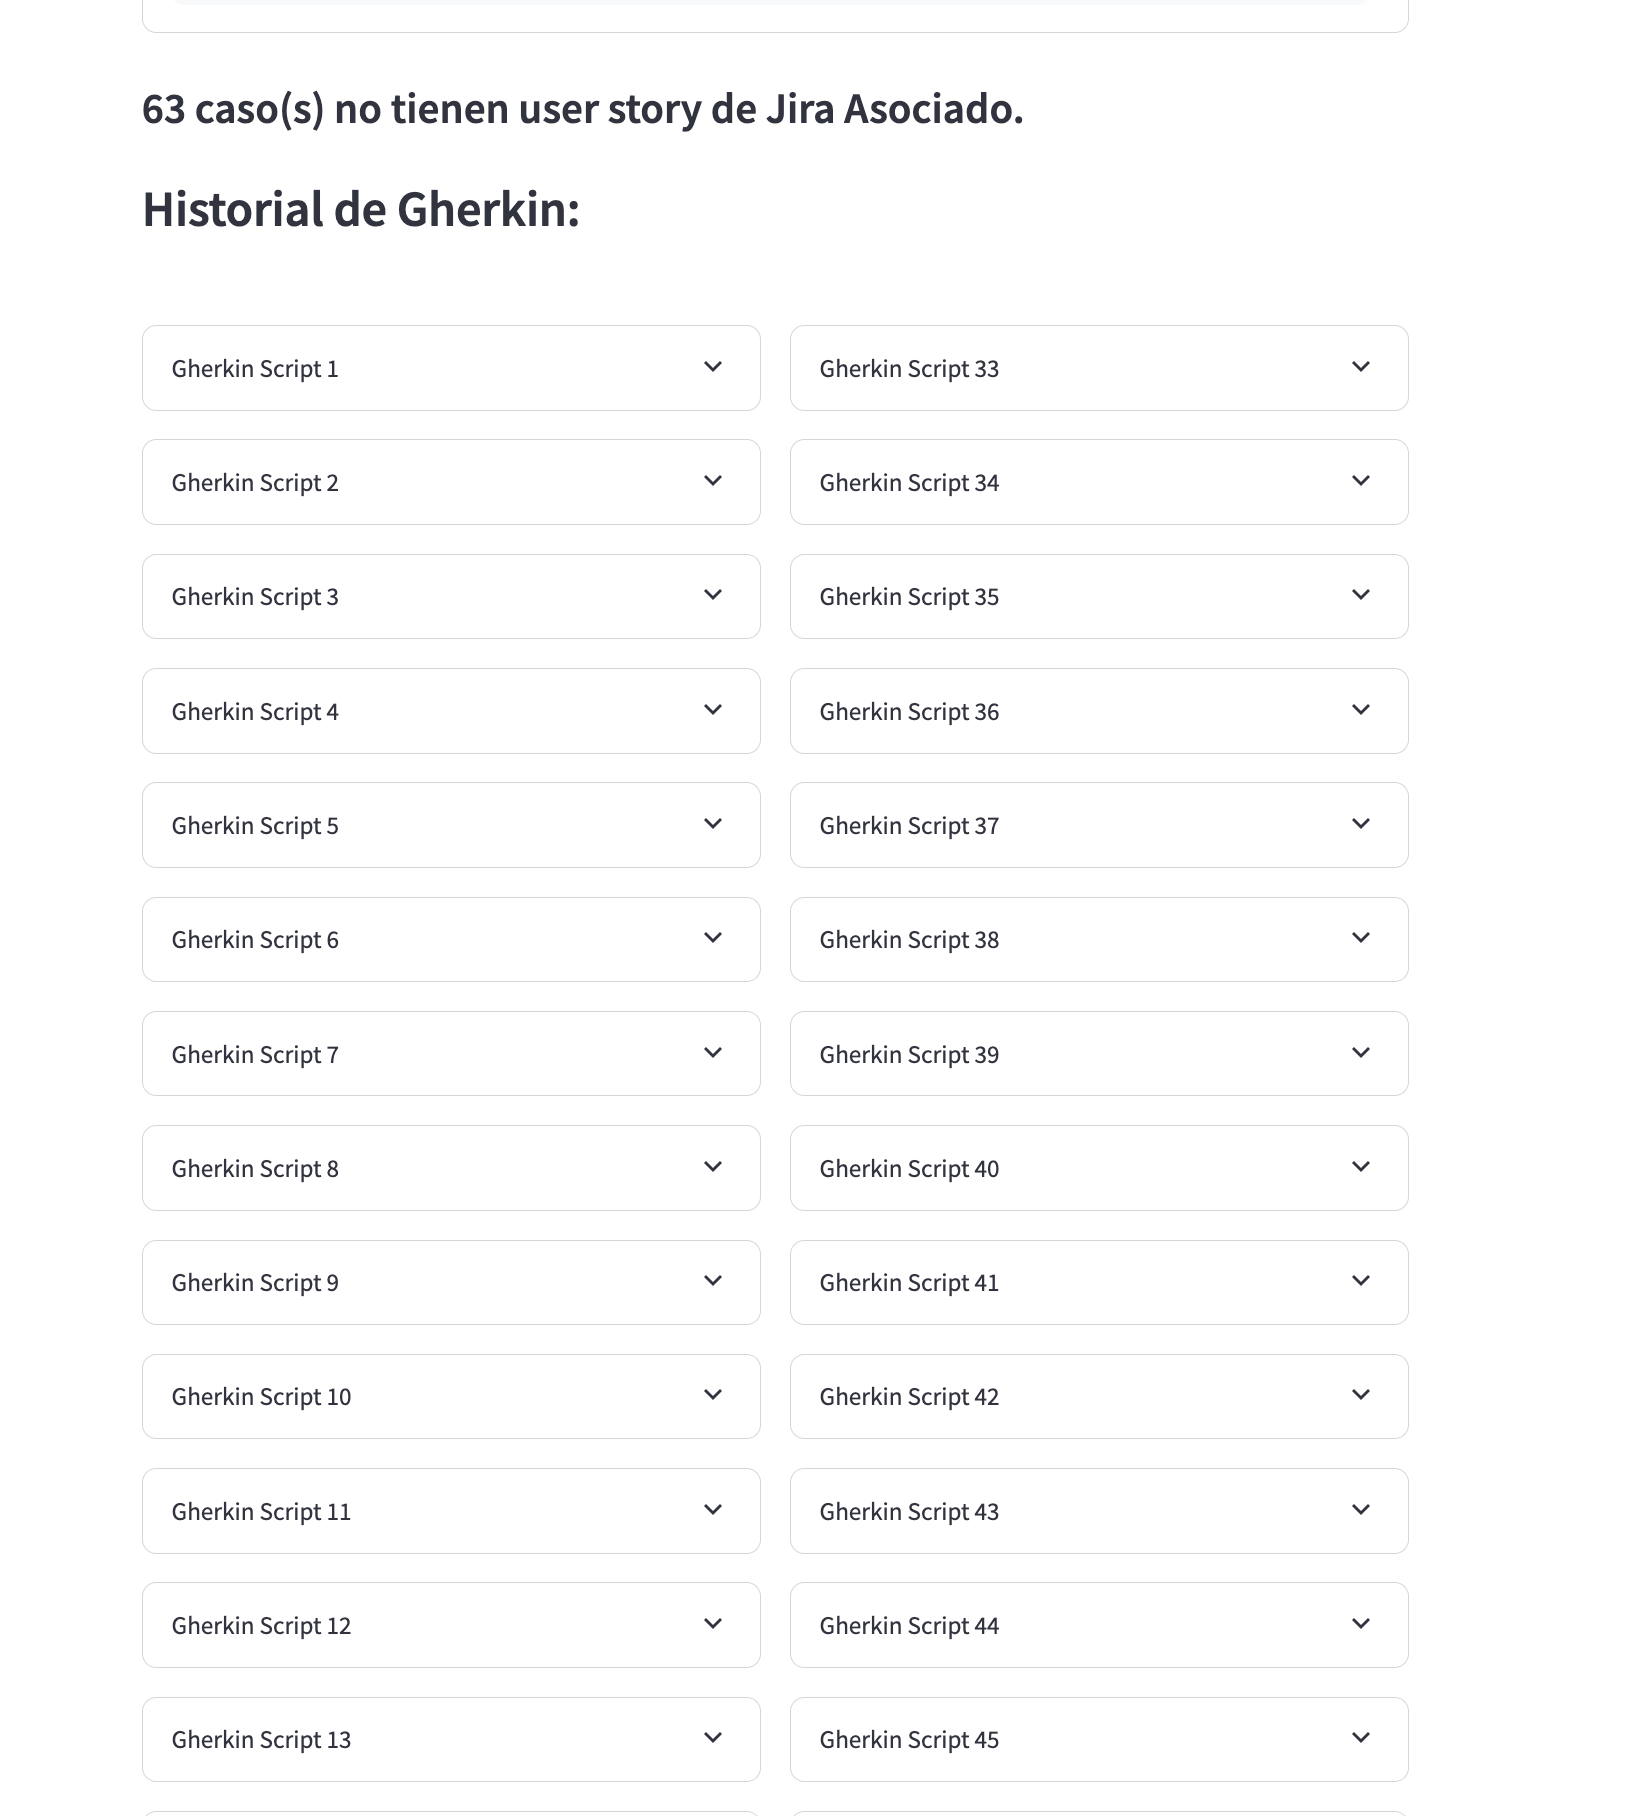 63 caso(s) no tienen user story de Jira Asociado.
Historial de Gherkin:
Gherkin Script 1
Gherkin Script 2
Gherkin Script 3
Gherkin Script 4
Gherkin Script 5
Gherkin Script 6
Gherkin Script 7
Gherkin Script 8
Gherkin Script 9
Gherkin Script 10
Gherkin Script 11
Gherkin Script 12
Gherkin Script 13
Gherkin Script 33
Gherkin Script 34
Gherkin Script 35
Gherkin Script 36
Gherkin Script 37
Gherkin Script 38
Gherkin Script 39
Gherkin Script 40
Gherkin Script 41
Gherkin Script 42
Gherkin Script 43
Gherkin Script 44
Gherkin Script 45